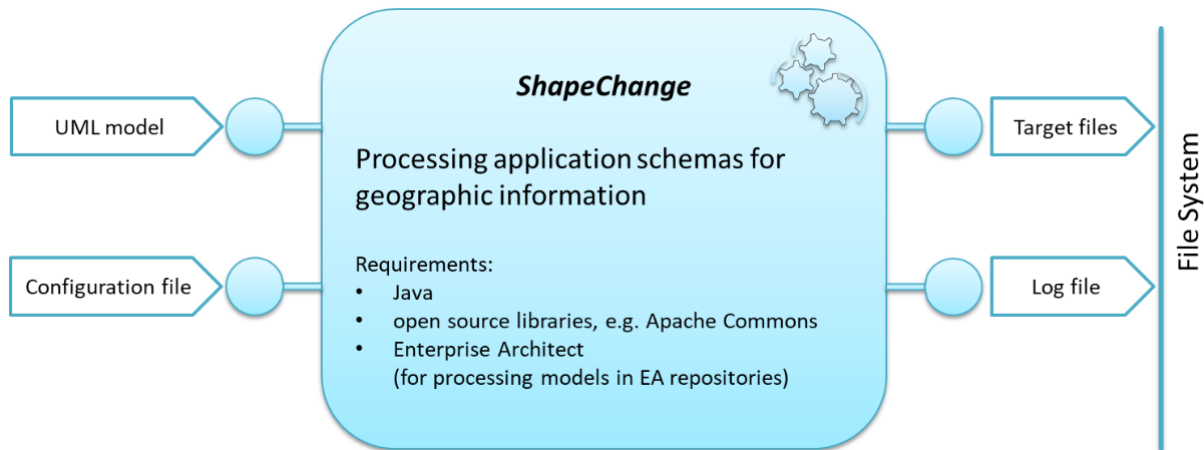 ShapeChange
UML model
Target files
Processing application schemas for
geographic information
Configuration file
Requirements:
• Java
• open source libraries, e.g. Apache Commons
• Enterprise Architect
(for processing models in EA repositories)
Log file
File System